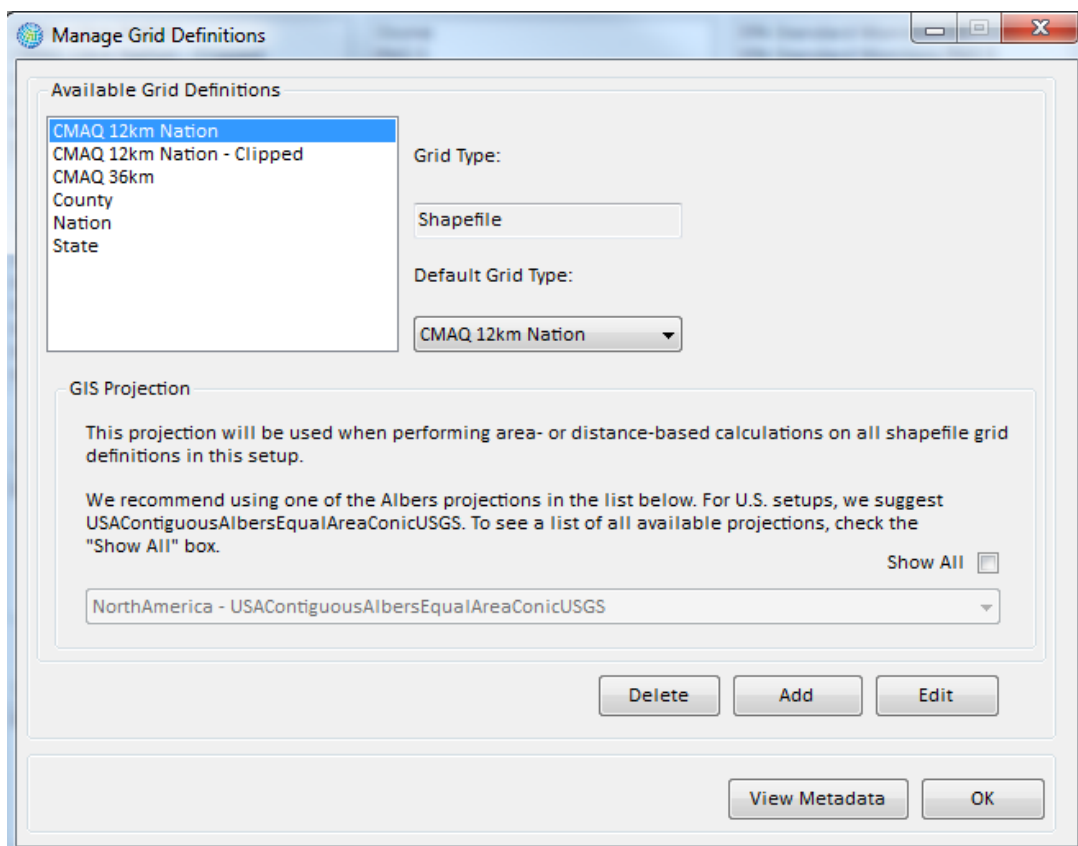 Manage Grid Definitions
Available Grid Definitions
CMAQ 12km Nation
CMAQ 12km Nation - Clipped
CMAQ 36km
County
Nation
State
Grid Type:
Shapefile
Default Grid Type:
CMAQ 12km Nation
GIS Projection
This projection will be used when performing area- or distance-based calculations on all shapefile grid
definitions in this setup.
We recommend using one of the Albers projections in the list below. For U.S. setups, we suggest
USAContiguousAlbersEqualAreaConicUSGS. To see a list of all available projections, check the
"Show All" box.
Show All
NorthAmerica - USAContiguousAlbersEqualAreaConicUSGS
Delete Add Edit
View Metadata OK